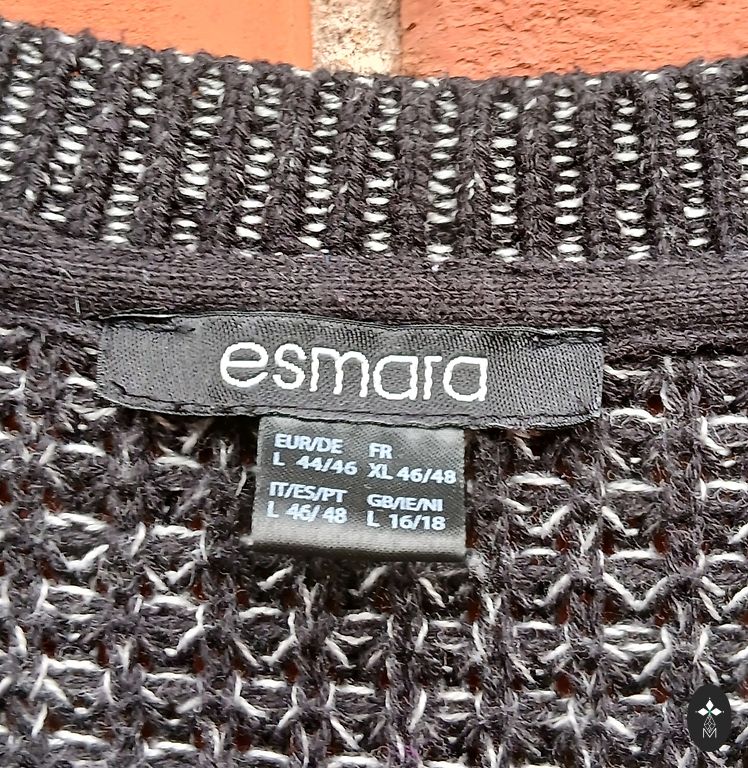 esmara
EUR/DE FR
L 44/46 XL 46/48
IT/ES/PT GB/IE/NI
L 46/48 L 16/18
M